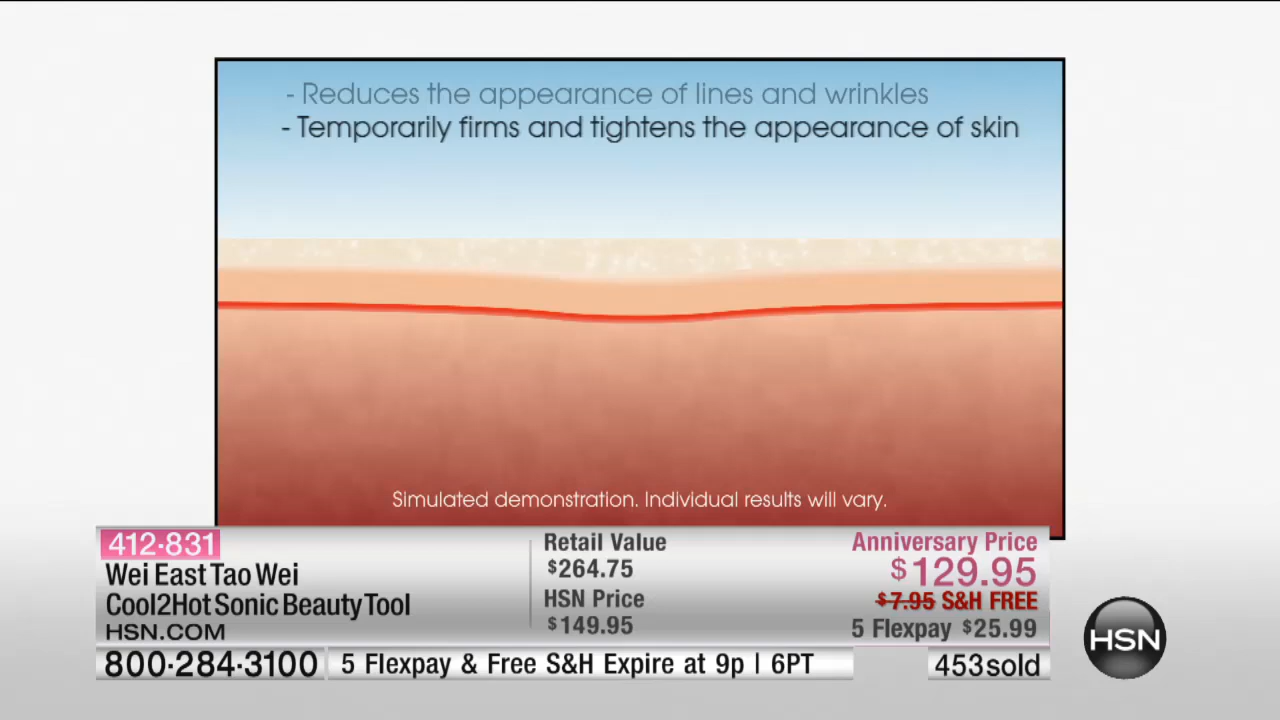 - Reduces the appearance of lines and wrinkles
- Temporarily firms and tightens the appearance of skin
Simulated demonstration. Individual results will vary.
412·831
Wei East Tao Wei
Cool2Hot Sonic Beauty Tool
HSN.COM
Retail Value
$264.75
HSN Price
$149.95
Anniversary Price
$129.95
$7.95 S&H FREE
5 Flexpay $25.99
HSN
800·284·3100
5 Flexpay & Free S&H Expire at 9p | 6PT
453 sold